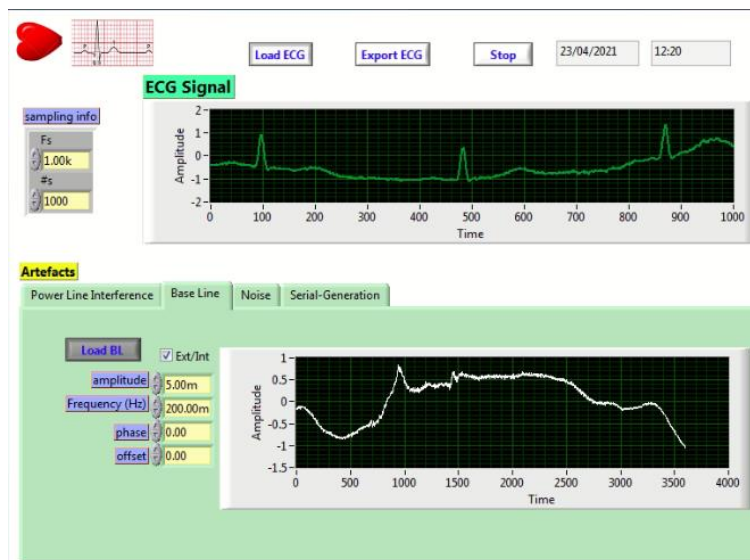 Load ECG
Export ECG
Stop
23/04/2021
12:20
ECG Signal
sampling info
Fs
1.00k
#s
1000
Amplitude
2
1
0
-1
-2
0 100 200 300 400 500 600 700 800 900 1000
Time
Artefacts
Power Line Interference Base Line Noise Serial-Generation
Load BL
Ext/Int
amplitude 5.00m
Frequency (Hz) 200.00m
phase 0.00
offset 0.00
Amplitude
1
0.5
0
-0.5
-1
-1.5
0 500 1000 1500 2000 2500 3000 3500 4000
Time